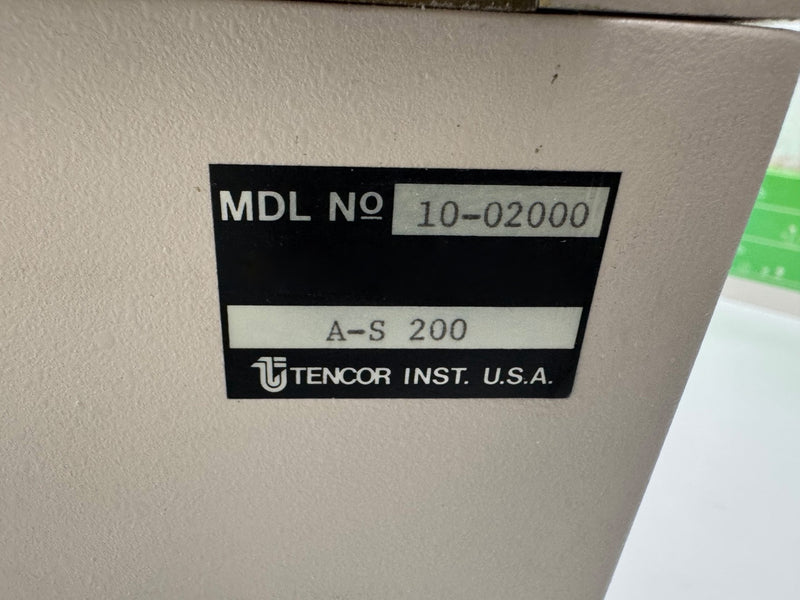 MDL Nº 10-02000
A-S 200
TENCOR INST. U.S.A.